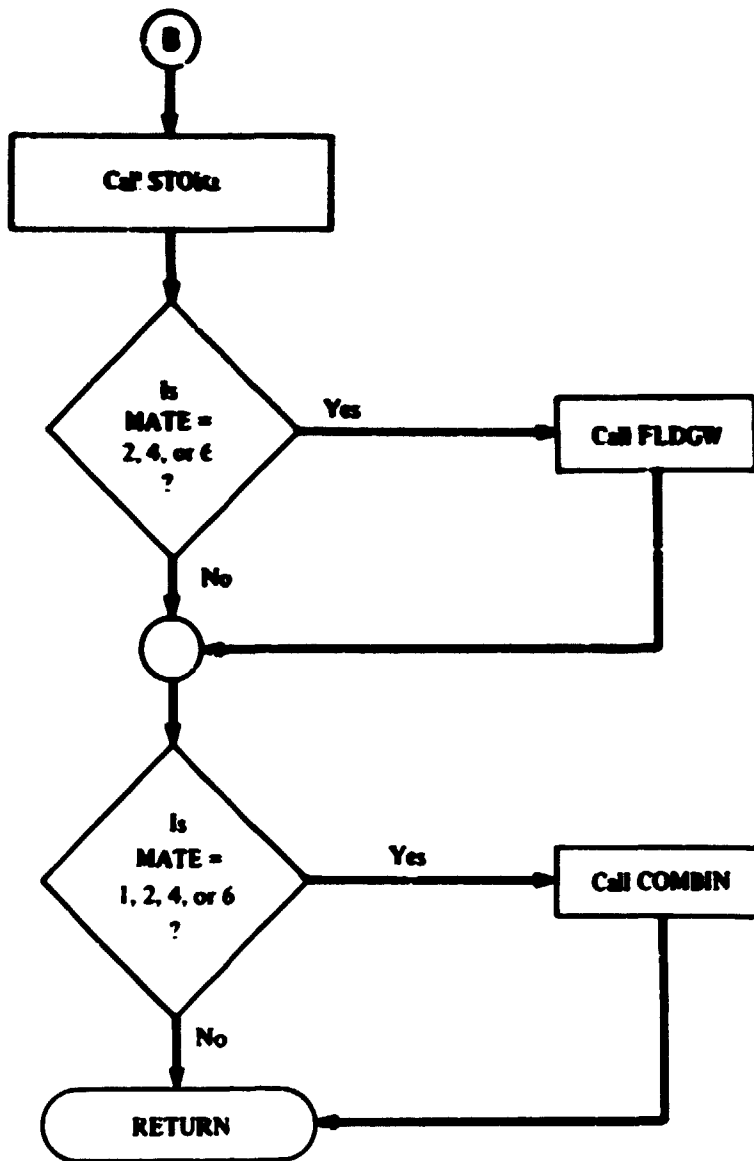 B
Call
Is
MATE =
2, 4, or 6
?
Yes
Call FLDGW
No
Is
MATE =
1, 2, 4, or 6
?
Yes
Call COMBIN
No
RETURN